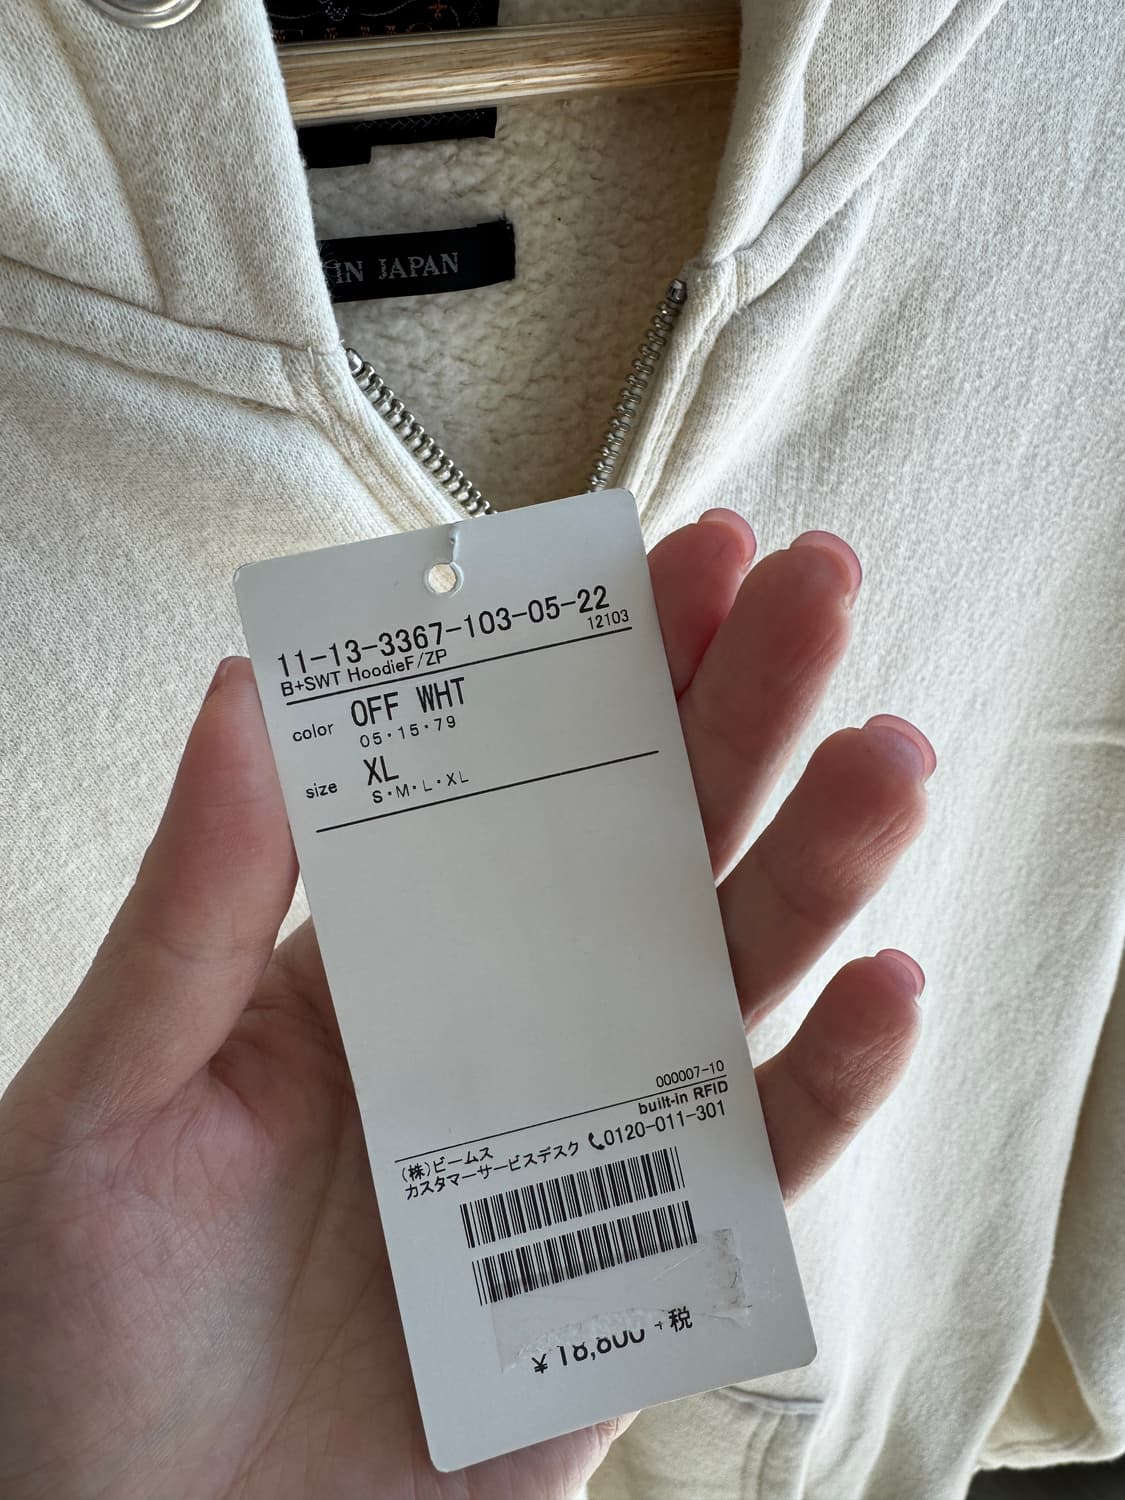 IN JAPAN
11-13-3367-103-05-22
12103
B+SWT HoodieF/ZP
color OFF WHT
05・15・79
size XL
S・M・L・XL
000007-10
built-in RFID
(株)ビームス
カスタマーサービスデスク 0120-011-301
¥18,800 +税